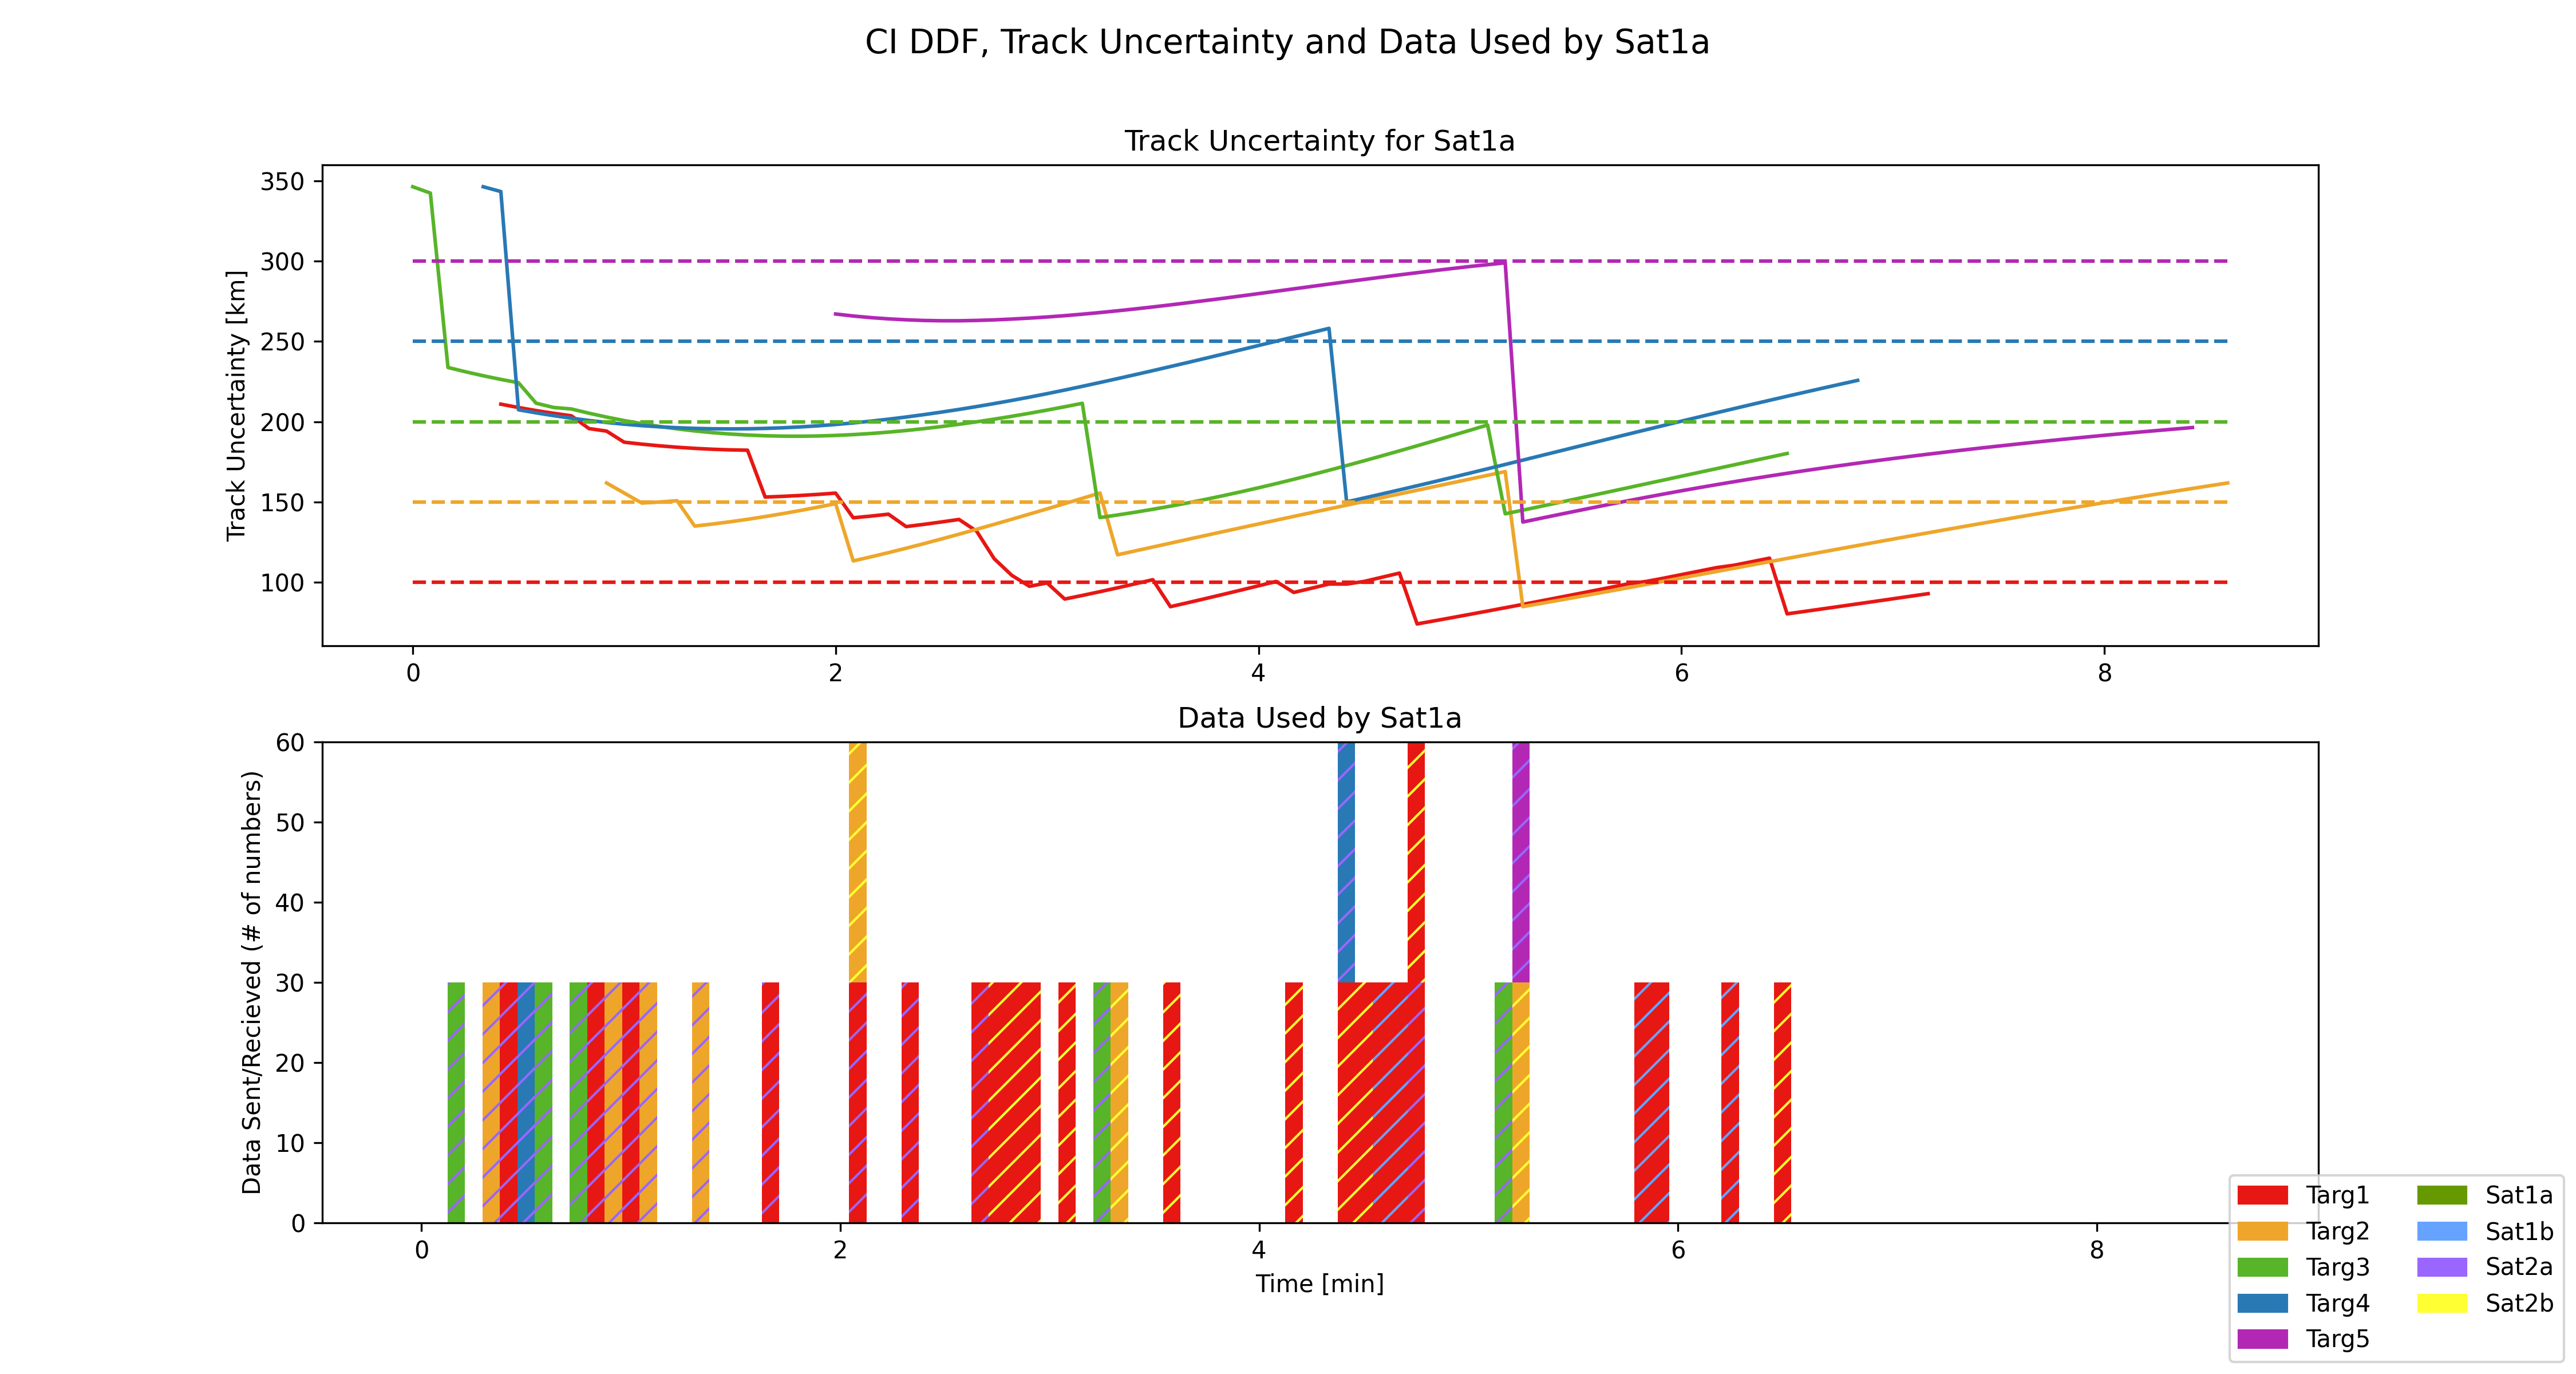 CI DDF, Track Uncertainty and Data Used by Sat1a
Track Uncertainty for Sat1a
Track Uncertainty [km]
350
300
250
200
150
100
0 2 4 6 8
Data Used by Sat1a
Data Sent/Recieved (# of numbers)
60
50
40
30
20
10
0
0 2 4 6 8
Time [min]
Targ1 Sat1a
Targ2 Sat1b
Targ3 Sat2a
Targ4 Sat2b
Targ5